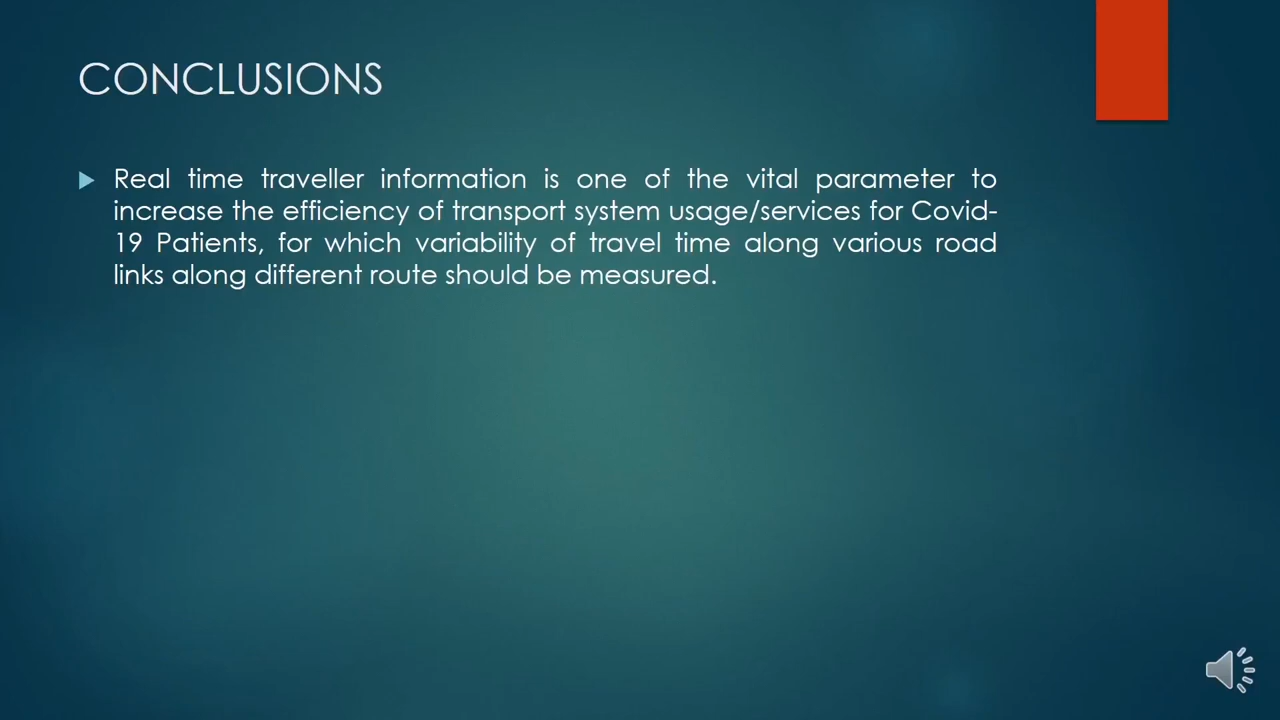 CONCLUSIONS
Real time traveller information is one of the vital parameter to
increase the efficiency of transport system usage/services for Covid-
19 Patients, for which variability of travel time along various road
links along different route should be measured.